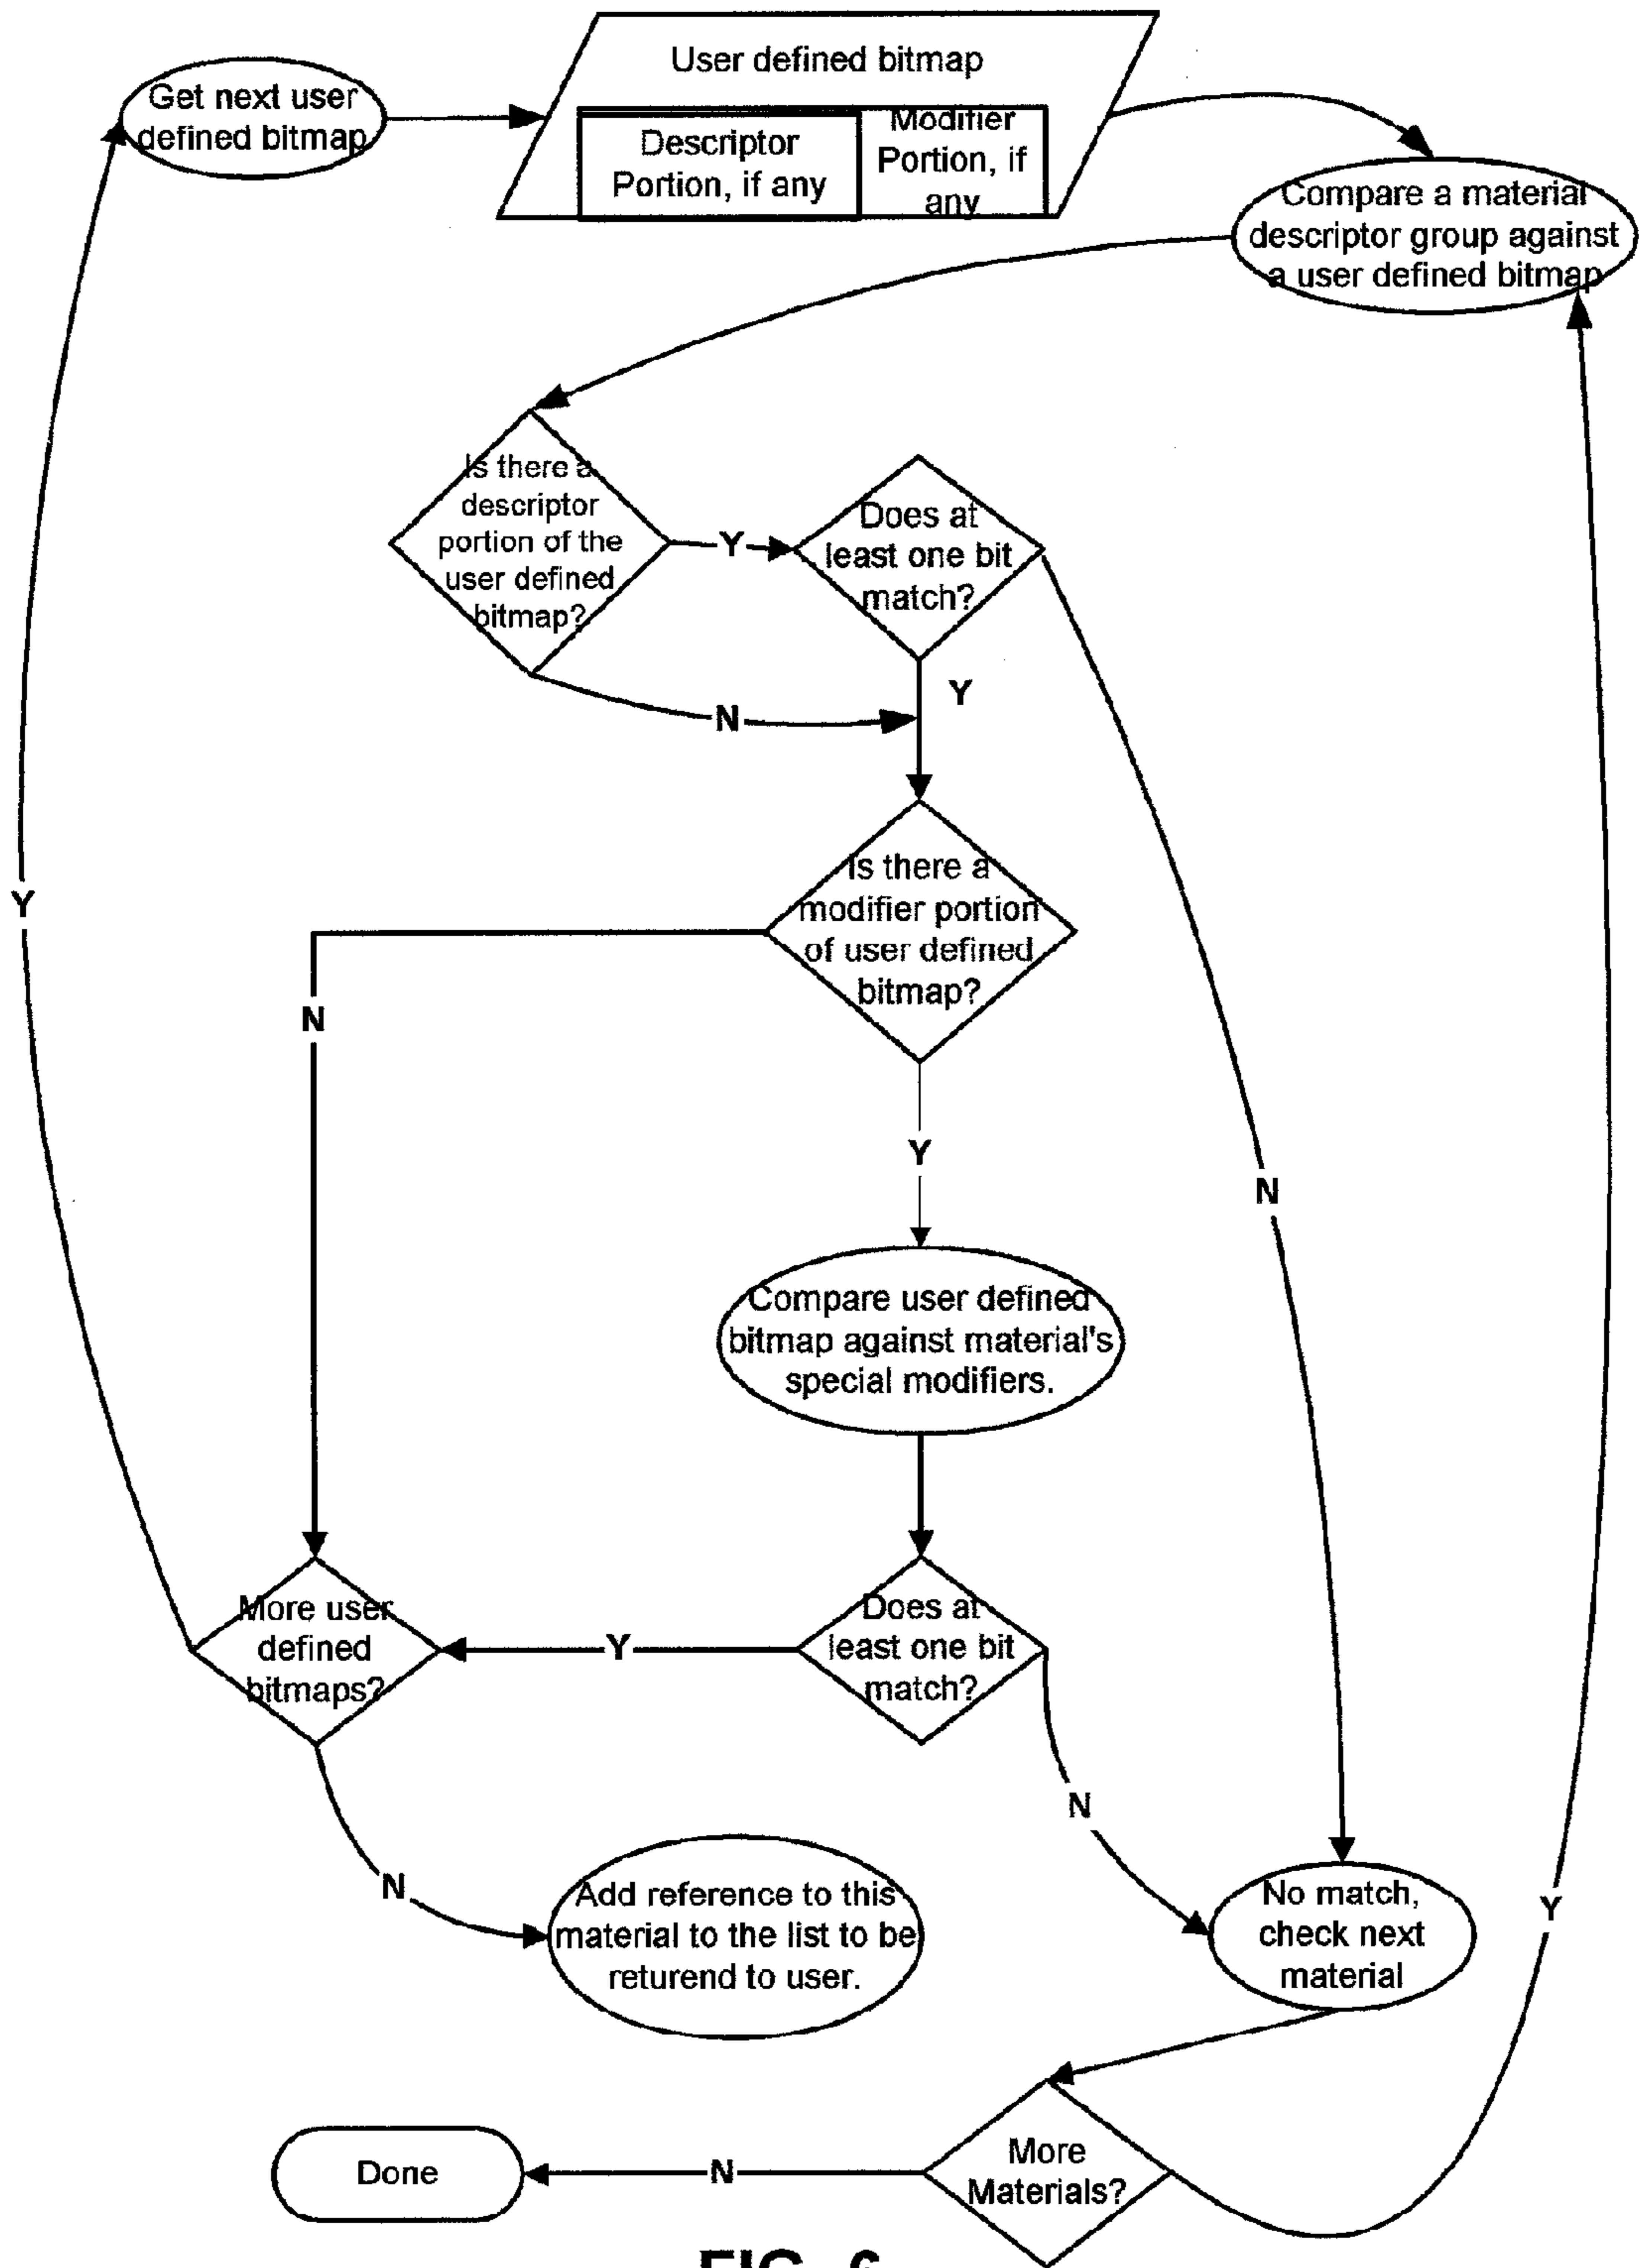 User defined bitmap
Get next user
defined bitmap
Descriptor
Portion, if any
Modifier
Portion, if
any
Compare a material
descriptor group against
a user defined bitmap
Is there a
descriptor
portion of the
user defined
bitmap?
Y
Does at
least one bit
match?
Y
N
Is there a
modifier portion
of user defined
bitmap?
Y
N
Y
N
Compare user defined
bitmap against material's
special modifiers.
More user
defined
bitmaps?
Y
Does at
least one bit
match?
N
N
Add reference to this
material to the list to be
returend to user.
No match,
check next
material
Y
Done
N
More
Materials?
FIG. 6